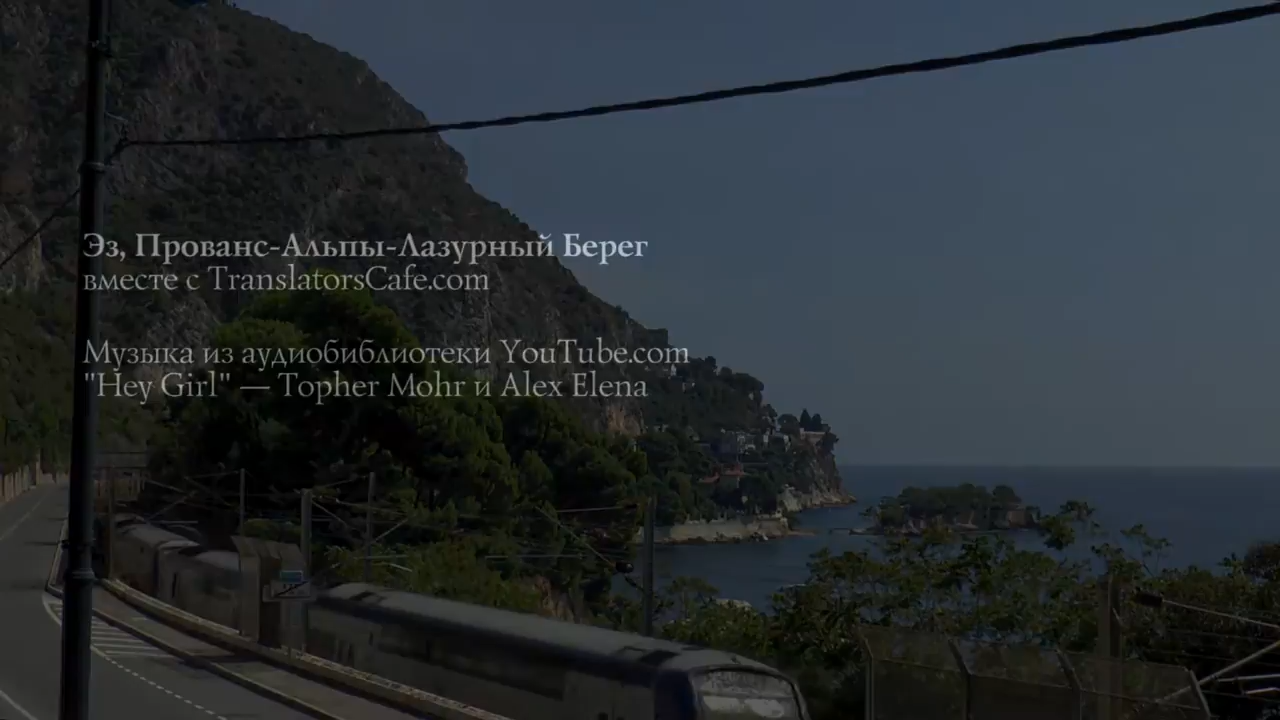 Эз, Прованс-Альпы-Лазурный Берег
вместе с TranslatorsCafe.com
Музыка из аудиобиблиотеки YouTube.com
"Hey Girl" — Topher Mohr и Alex Elena